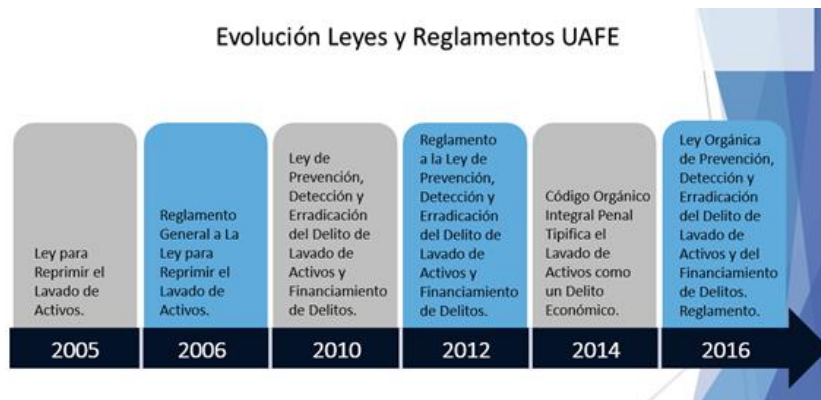 Evolución Leyes y Reglamentos UAFE
Ley para
Reprimir el
Lavado de
Activos.
2005
Reglamento
General a La
Ley para
Reprimir el
Lavado de
Activos.
2006
Ley de
Prevención,
Detección y
Erradicación
del Delito de
Lavado de
Activos y
Financiamiento
de Delitos.
2010
Reglamento
a la Ley de
Prevención,
Detección y
Erradicación
del Delito de
Lavado de
Activos y
Financiamiento
de Delitos.
2012
Código Orgánico
Integral Penal
Tipifica el
Lavado de
Activos como
un Delito
Económico.
2014
Ley Orgánica
de Prevención,
Detección y
Erradicación
del Delito de
Lavado de
Activos y del
Financiamiento
de Delitos.
Reglamento.
2016